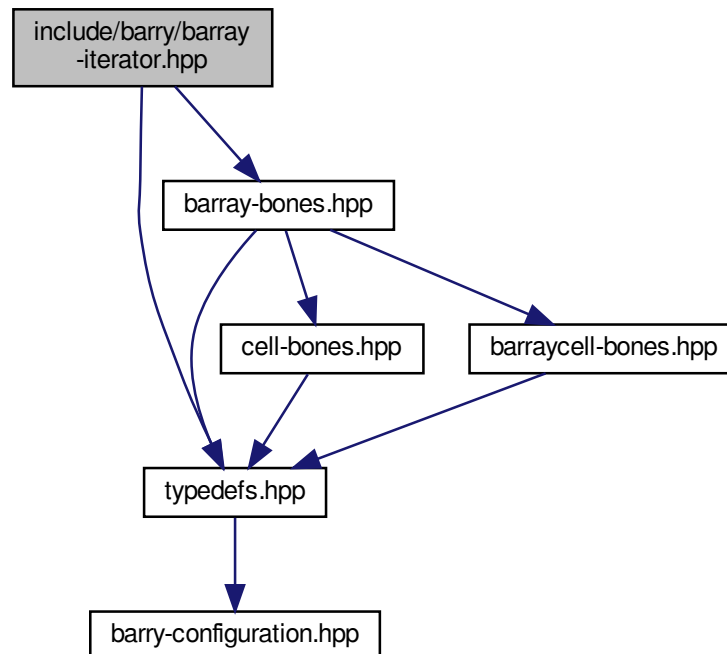 include/barry/barray
-iterator.hpp
barray-bones.hpp
cell-bones.hpp
barraycell-bones.hpp
typedefs.hpp
barry-configuration.hpp